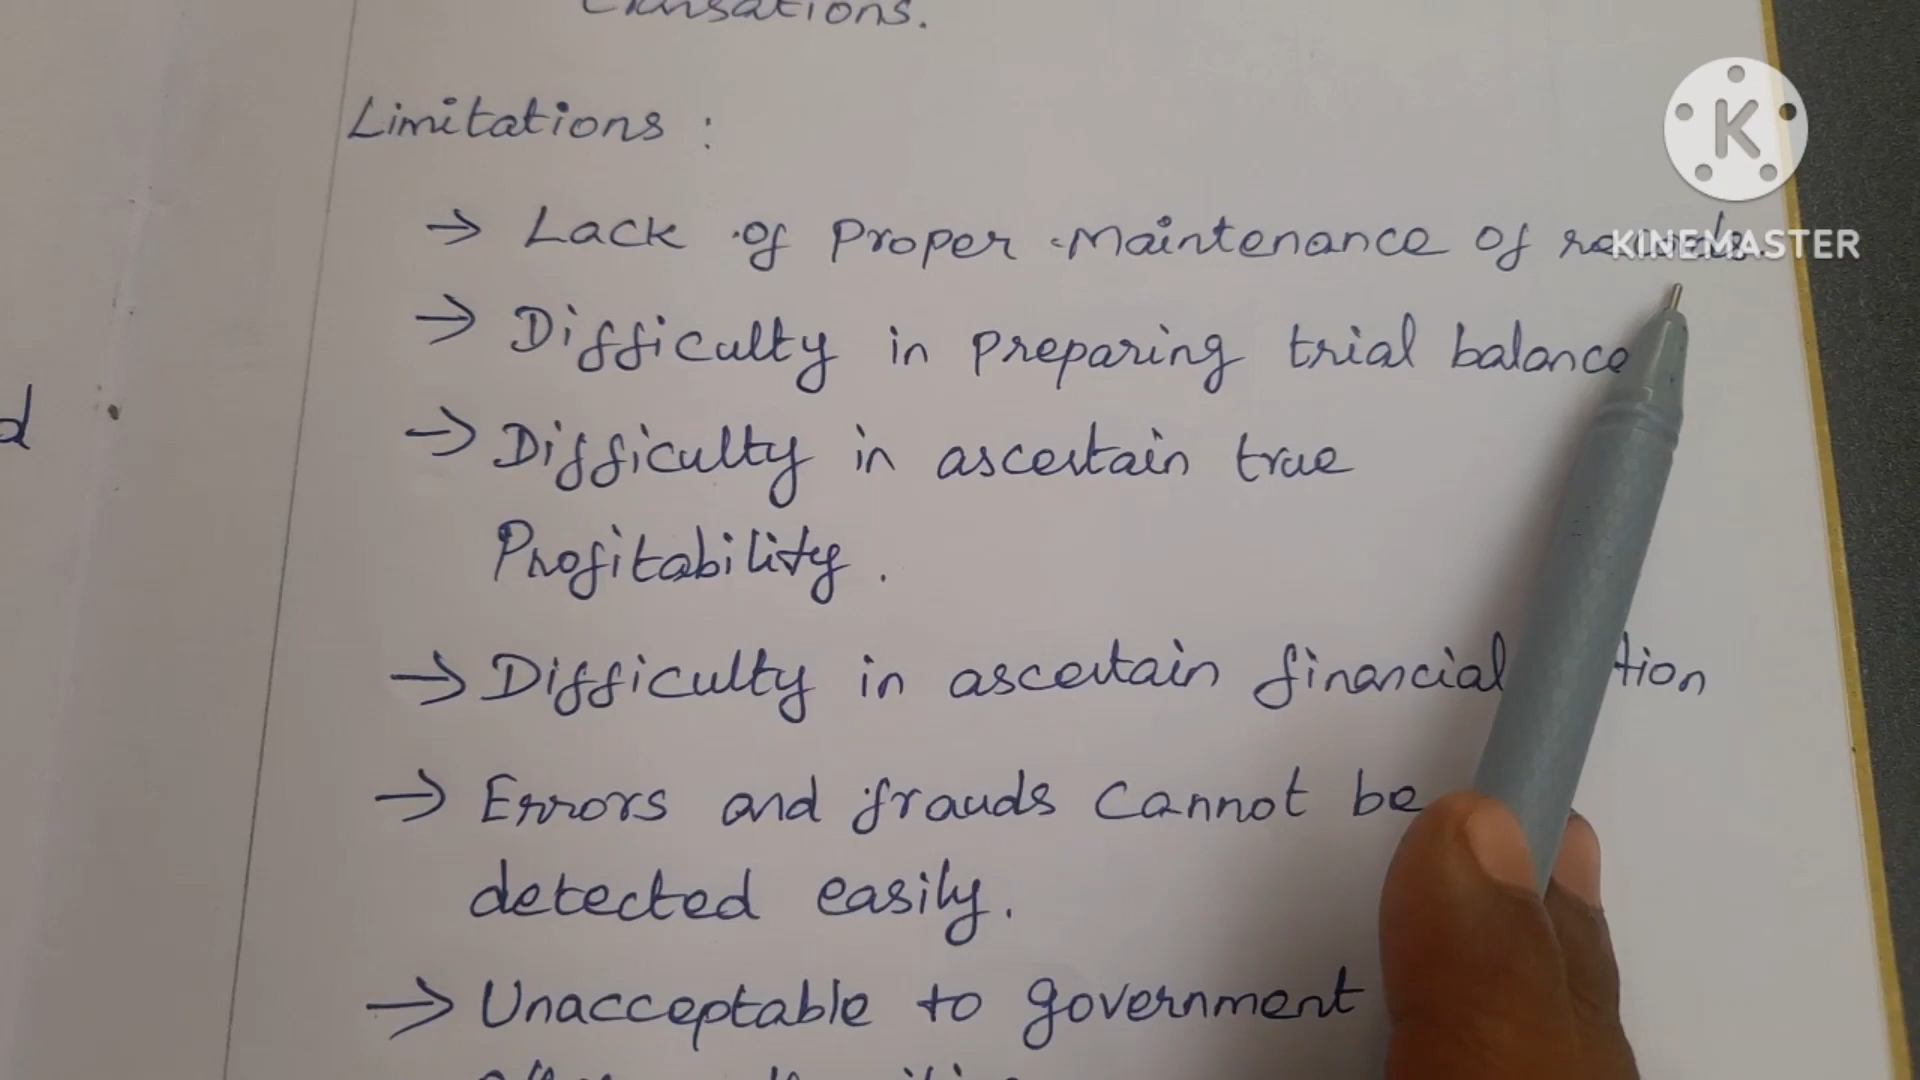 Limitations :
→ Lack of Proper Maintenance of records.
K
KINEMASTER
→ Difficulty in preparing trial balance
→ Difficulty in ascertain true
Profitability.
d
→ Difficulty in ascertain financial
→ Errors and frauds cannot be
detected easily.
→ Unacceptable to government